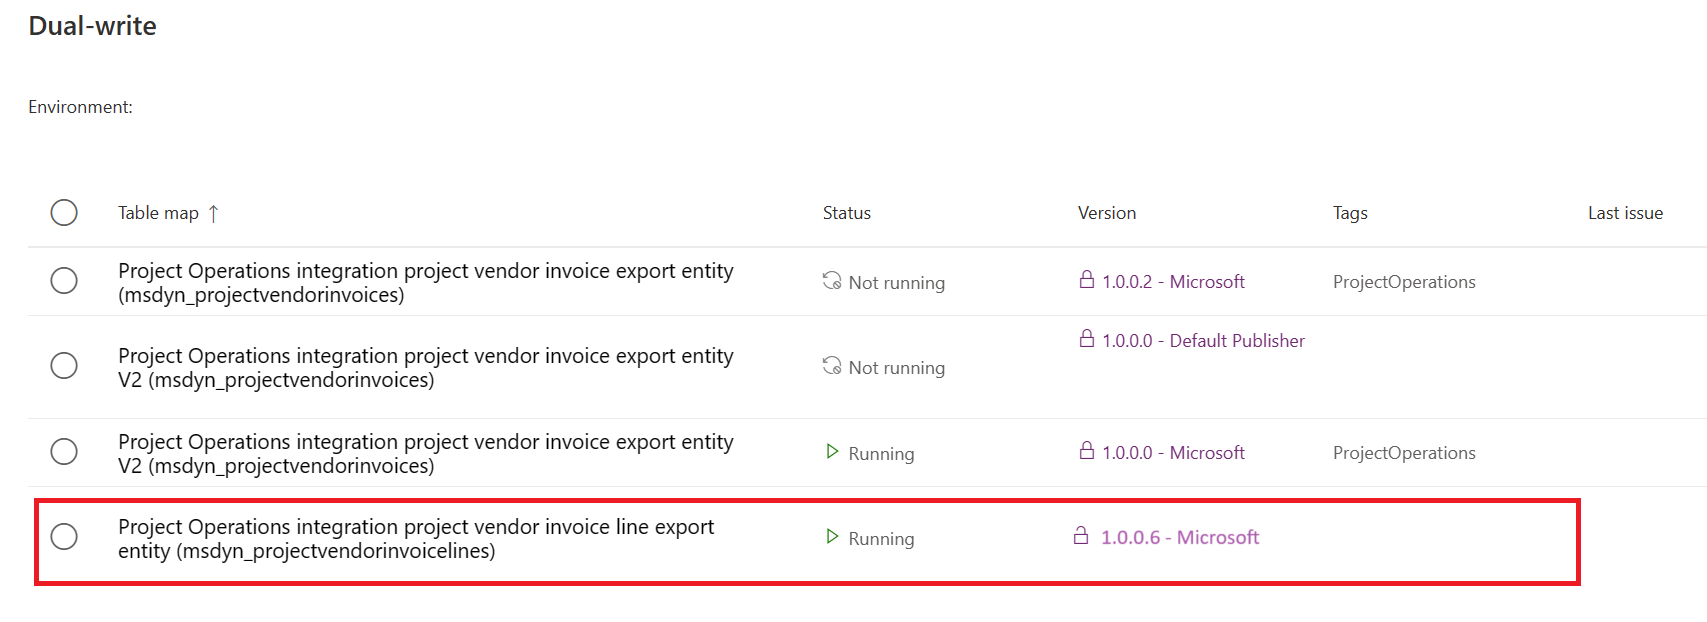 Dual-write
Environment:
Table map ↑ Status Version Tags Last issue
Project Operations integration project vendor invoice export entity
(msdyn_projectvendorinvoices)
Not running 1.0.0.2 - Microsoft ProjectOperations
Project Operations integration project vendor invoice export entity
V2 (msdyn_projectvendorinvoices)
Not running 1.0.0.0 - Default Publisher
Project Operations integration project vendor invoice export entity
V2 (msdyn_projectvendorinvoices)
Running 1.0.0.0 - Microsoft ProjectOperations
Project Operations integration project vendor invoice line export
entity (msdyn_projectvendorinvoicelines)
Running 1.0.0.6 - Microsoft